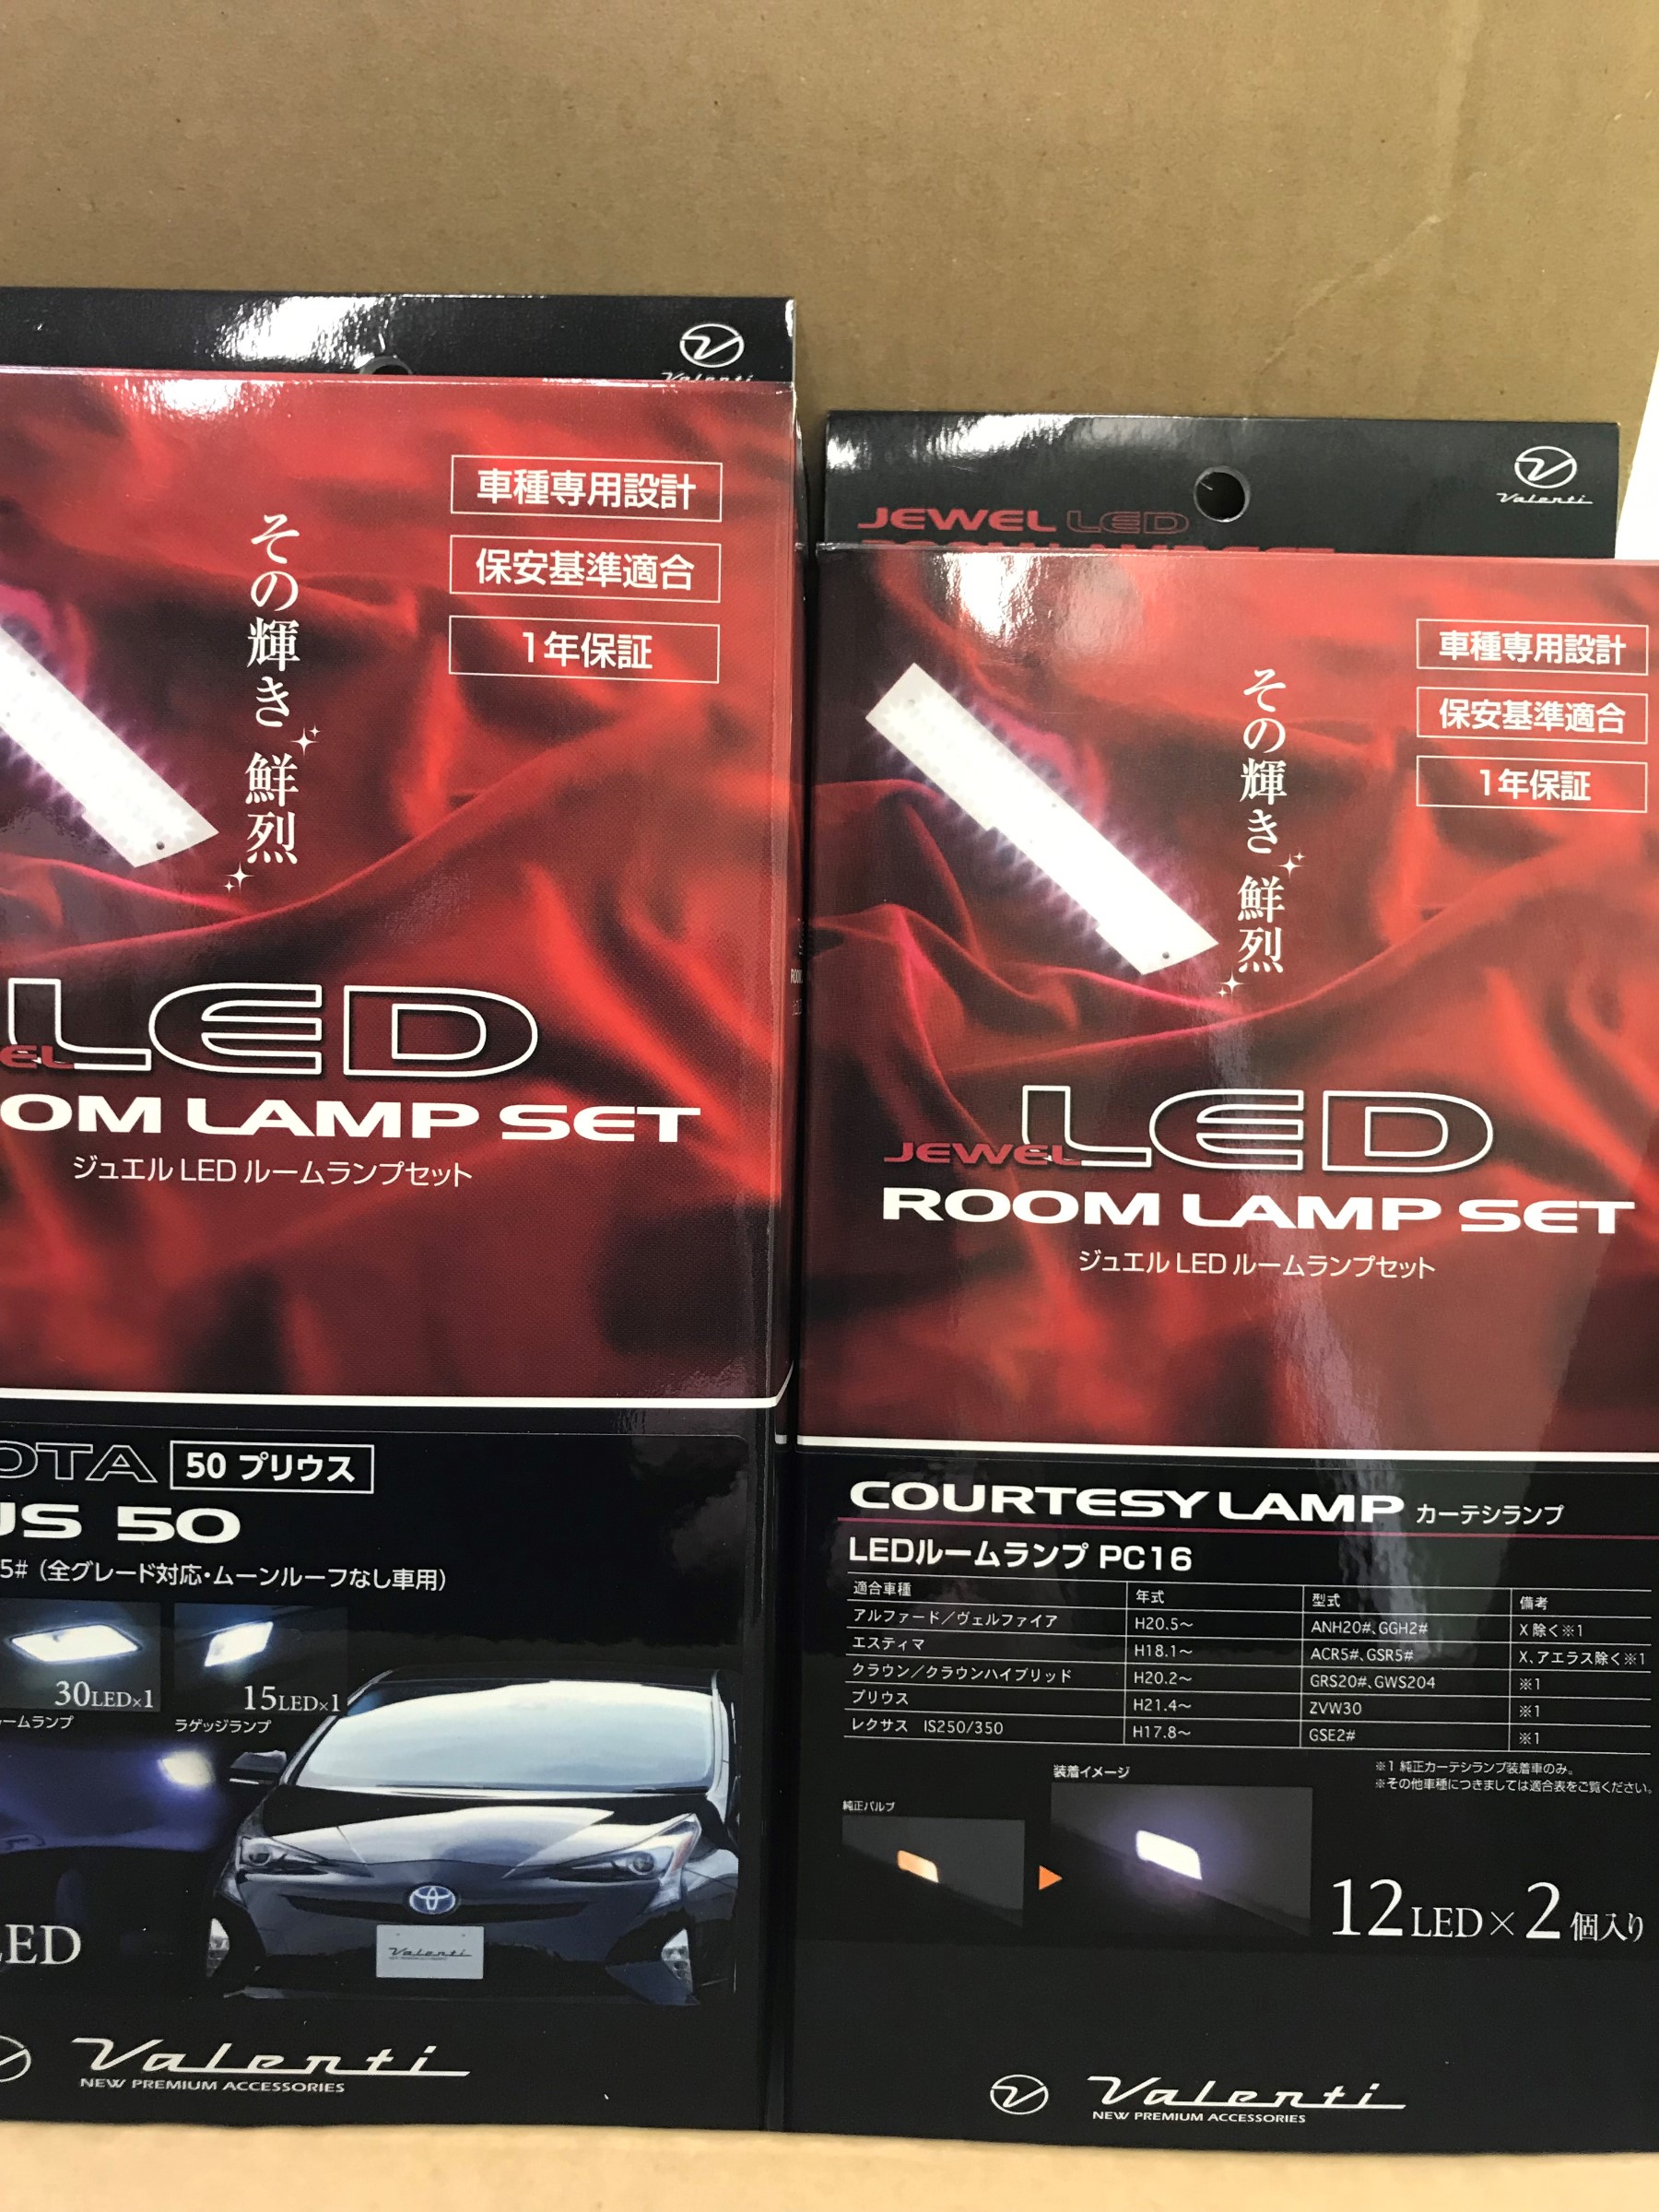 Valenti
車種専用設計
保安基準適合
1年保証
その輝き 鮮烈
LED
LAMP SET
ジュエル LED ルームランプセット
50 プリウス
50
5# (全グレード対応・ムーンルーフなし車用)
30LED×1
15LED×1
ームランプ
ラゲッジランプ
Valenti
LED
Valenti
NEW PREMIUM ACCESSORIES
Valenti
JEWEL LED
車種専用設計
保安基準適合
1年保証
その輝き 鮮烈
JEWEL LED
ROOM LAMP SET
ジュエル LED ルームランプセット
COURTESY LAMP カーテシランプ
LEDルームランプ PC16
適合車種 年式 型式 備考
アルファード／ヴェルファイア H20.5〜 ANH20#、GGH2# X 除く※1
エスティマ H18.1〜 ACR5#、GSR5# X、アエラス除く※1
クラウン／クラウンハイブリッド H20.2〜 GRS20#、GWS204 ※1
プリウス H21.4〜 ZVW30 ※1
レクサス IS250/350 H17.8〜 GSE2# ※1
※1 純正カーテシランプ装着車のみ。
※その他車種につきましては適合表をご覧ください。
装着イメージ
純正バルブ
12LED×2個入り
Valenti
NEW PREMIUM ACCESSORIES